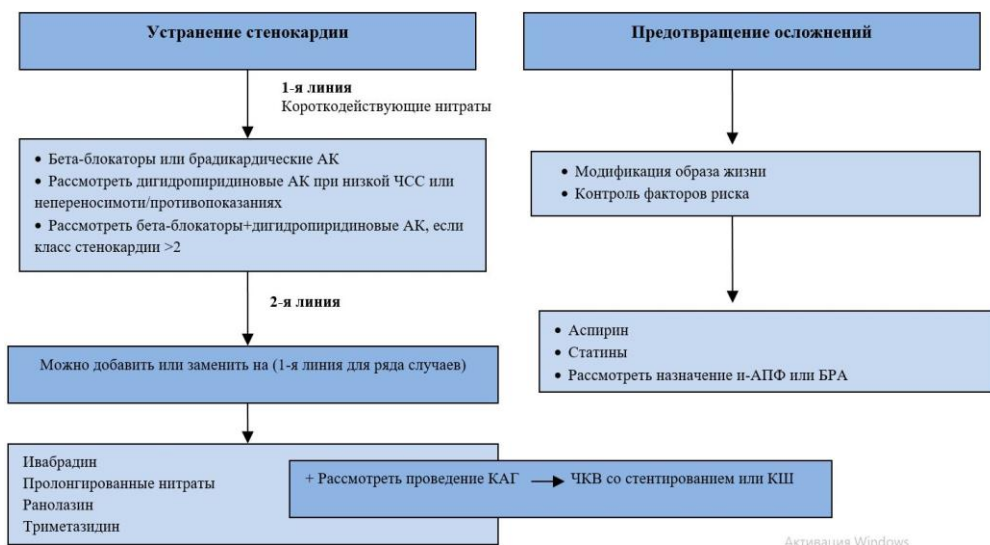 Устранение стенокардии
1-я линия
Короткодействующие нитраты
• Бета-блокаторы или брадикардические АК
• Рассмотреть дигидропиридиновые АК при низкой ЧСС или
непереносимоти/противопоказаниях
• Рассмотреть бета-блокаторы+дигидропиридиновые АК, если
класс стенокардии >2
2-я линия
Можно добавить или заменить на (1-я линия для ряда случаев)
Ивабрадин
Пролонгированные нитраты
Ранолазин
Триметазидин
+ Рассмотреть проведение КАГ → ЧКВ со стентированием или КШ
Предотвращение осложнений
• Модификация образа жизни
• Контроль факторов риска
• Аспирин
• Статины
• Рассмотреть назначение и-АПФ или БРА
Активация Windows